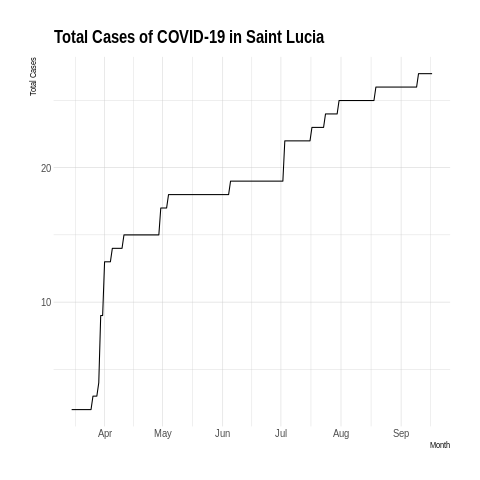 Total Cases of COVID-19 in Saint Lucia
Total Cases
20
10
Apr May Jun Jul Aug Sep
Month